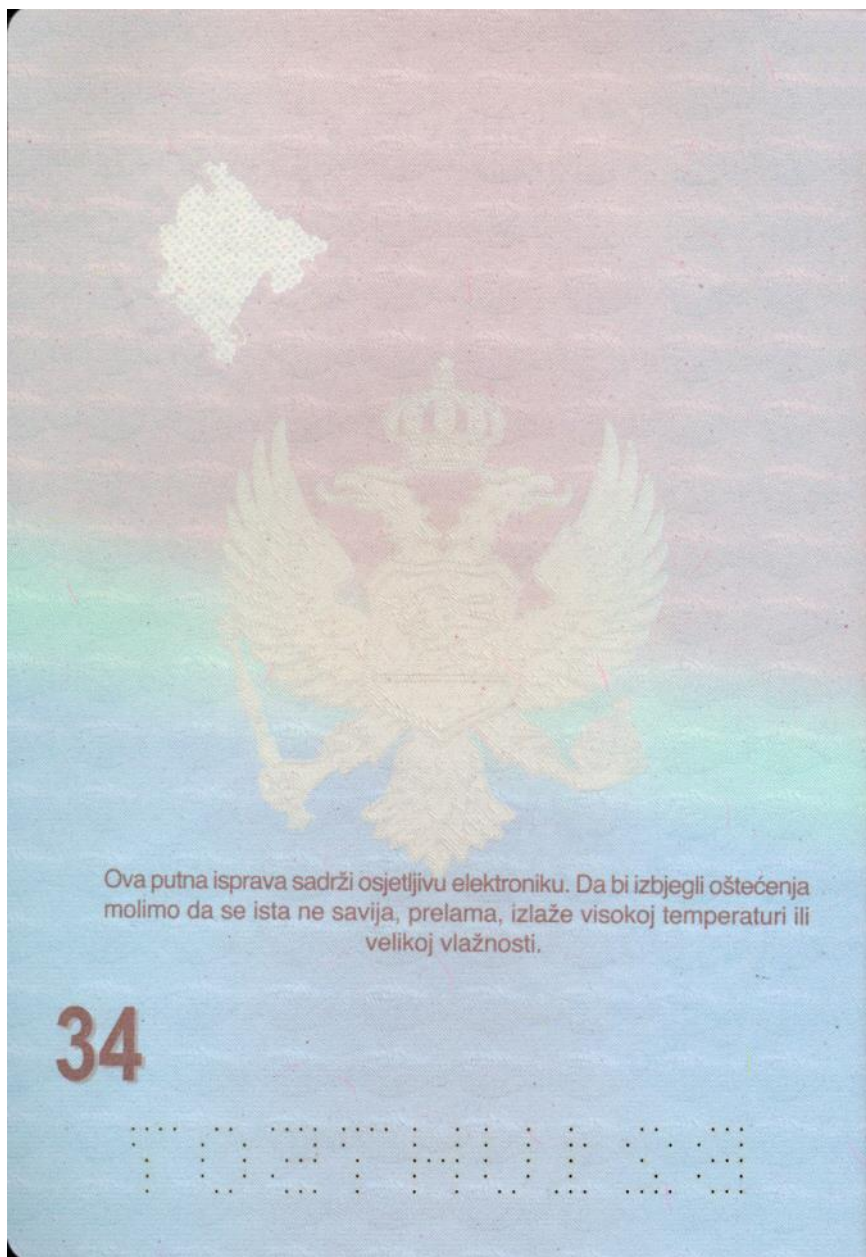 Ova putna isprava sadrži osjetljivu elektroniku. Da bi izbjegli oštećenja
molimo da se ista ne savija, prelama, izlaže visokoj temperaturi ili
velikoj vlažnosti.
34